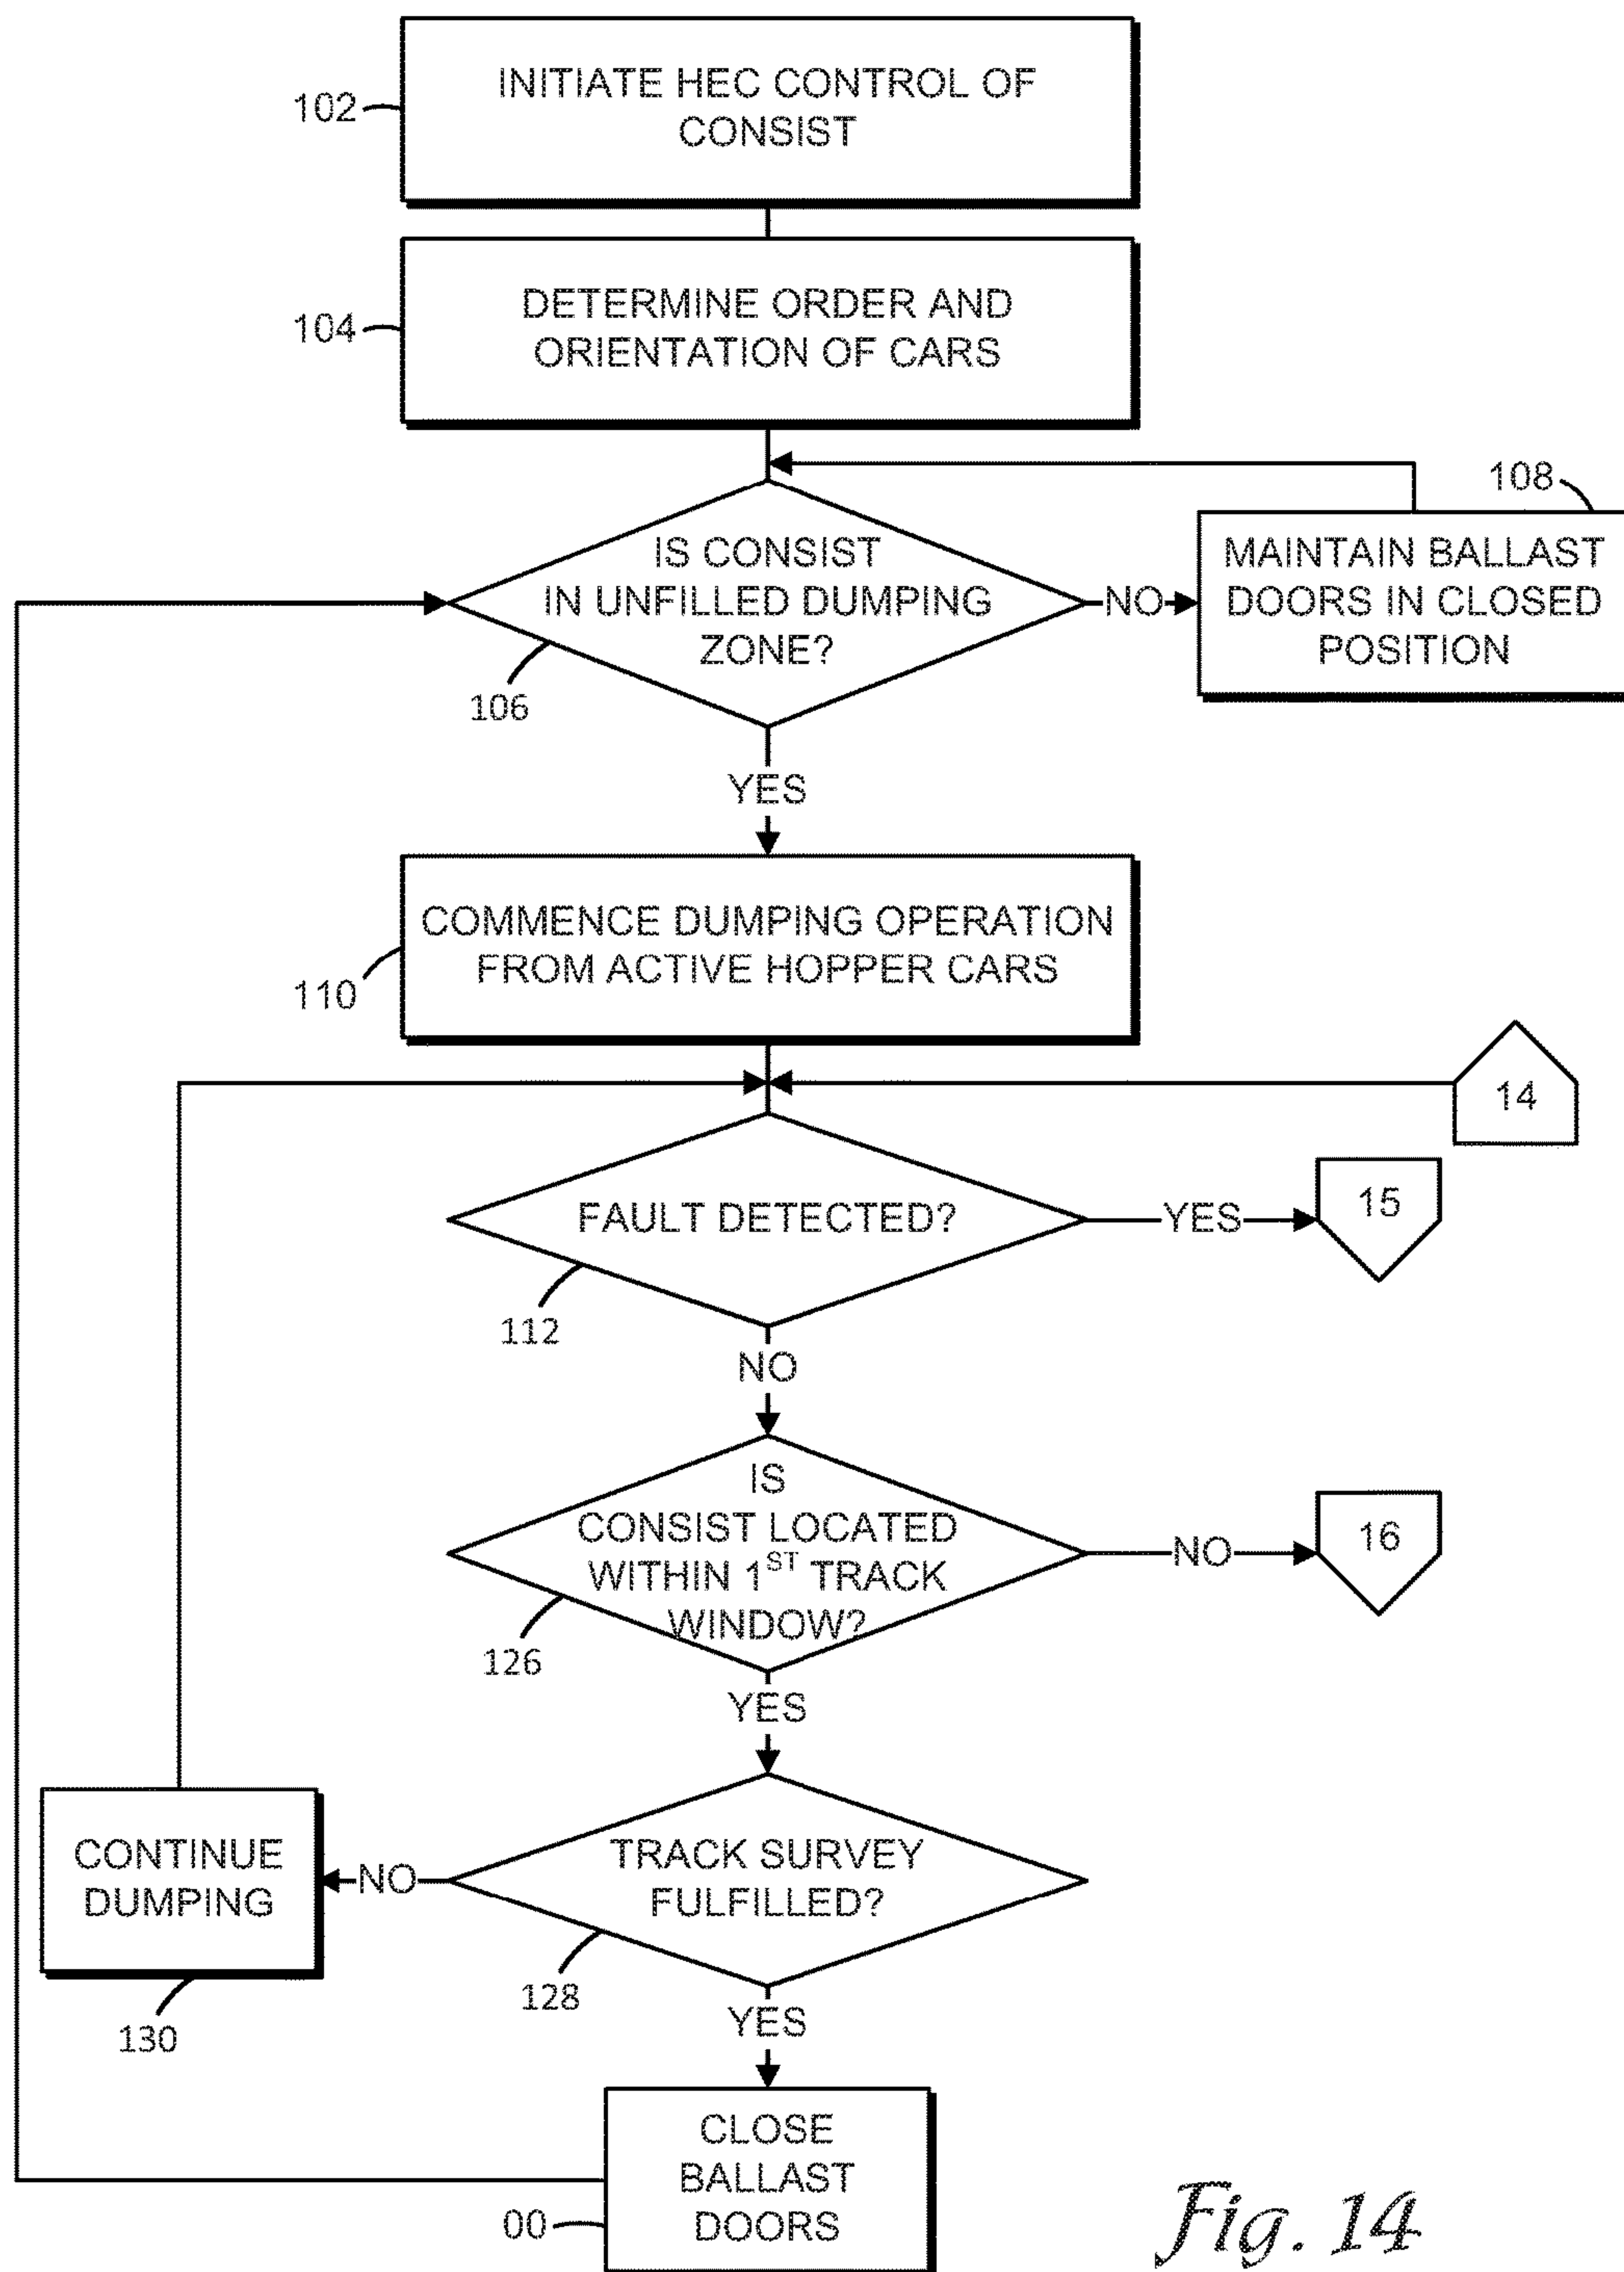 INITIATE HEC CONTROL OF
CONSIST
102
DETERMINE ORDER AND
ORIENTATION OF CARS
104
108
IS CONSIST
IN UNFILLED DUMPING
ZONE?
NO
MAINTAIN BALLAST
DOORS IN CLOSED
POSITION
106
YES
COMMENCE DUMPING OPERATION
FROM ACTIVE HOPPER CARS
110
14
FAULT DETECTED?
YES
15
112
NO
IS
CONSIST LOCATED
WITHIN 1ST TRACK
WINDOW?
NO
16
126
YES
CONTINUE
DUMPING
NO
TRACK SURVEY
FULFILLED?
128
130
YES
CLOSE
BALLAST
DOORS
00
Fig. 14